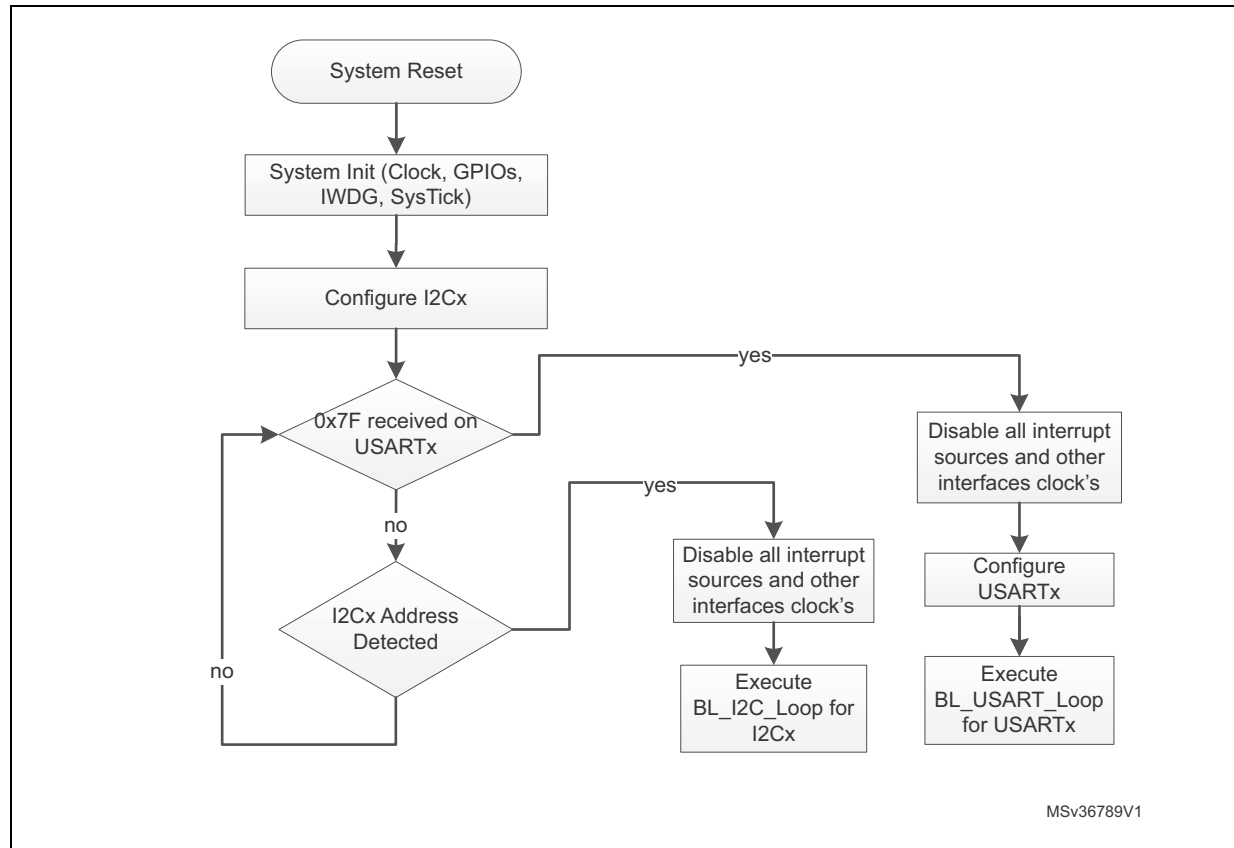 System Reset
System Init (Clock, GPIOs,
IWDG, SysTick)
Configure I2Cx
yes
0x7F received on
USARTx
Disable all interrupt
sources and other
interfaces clock's
yes
no
Disable all interrupt
sources and other
interfaces clock's
Configure
USARTx
I2Cx Address
Detected
no
Execute
BL_I2C_Loop for
I2Cx
Execute
BL_USART_Loop
for USARTx
MSv36789V1